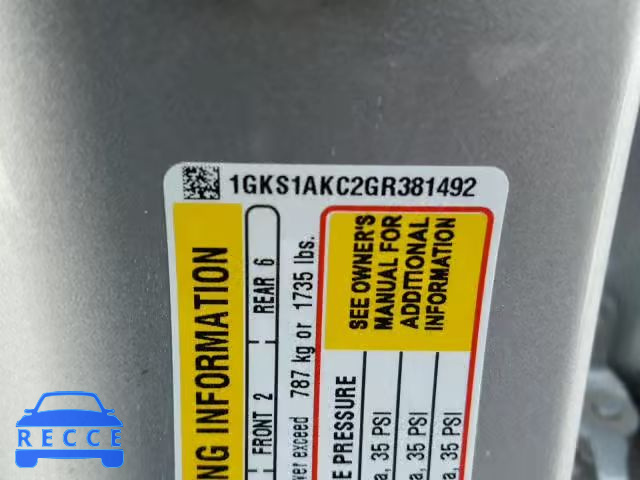 1GKS1AKC2GR381492
NG INFORMATION
FRONT 2 REAR 6
ver exceed 787 kg or 1735 lbs.
SEE OWNER'S
MANUAL FOR
ADDITIONAL
INFORMATION
E PRESSURE
a, 35 PSI
a, 35 PSI
a, 35 PSI
RECCE